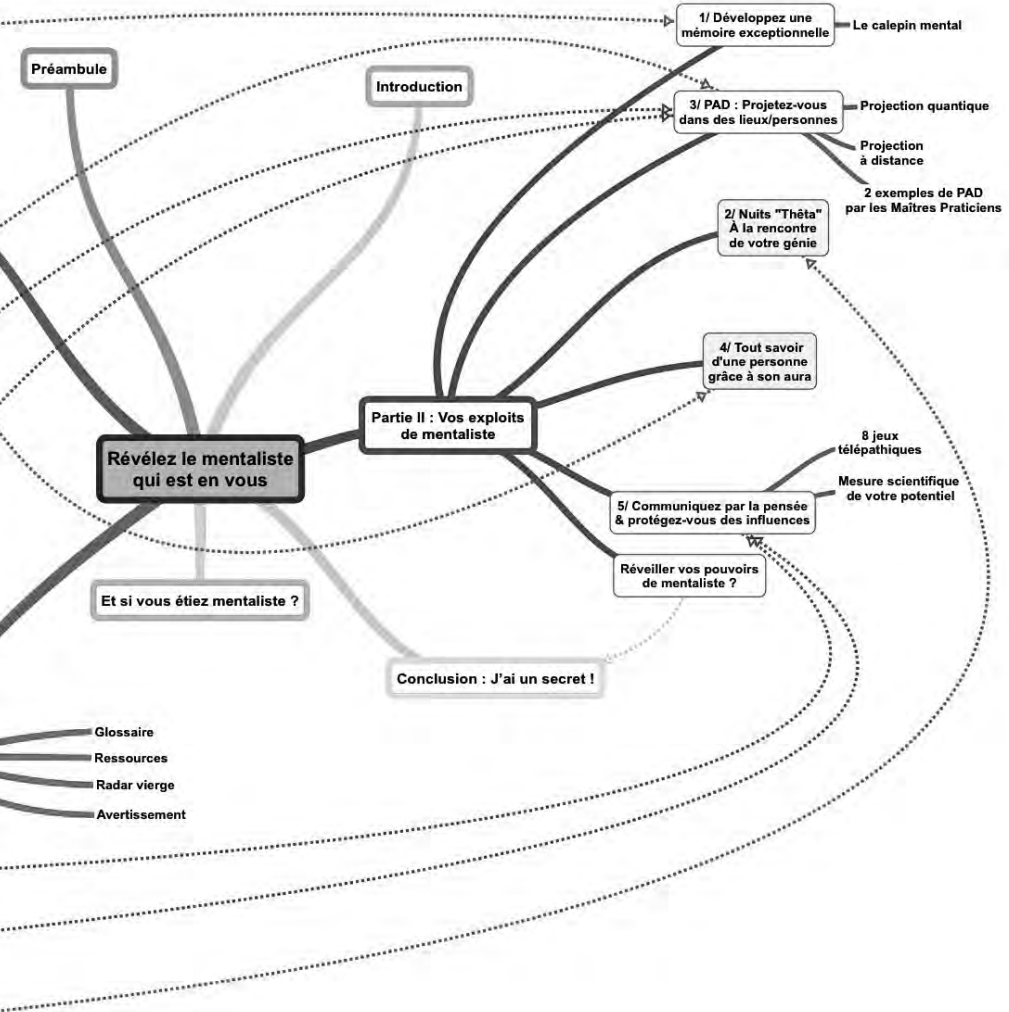 1/ Développez une
mémoire exceptionnelle
Le calepin mental
Préambule
Introduction
3/ PAD : Projetez-vous
dans des lieux/personnes
Projection quantique
Projection
à distance
2 exemples de PAD
par les Maîtres Praticiens
2/ Nuits "Thêta"
À la rencontre
de votre génie
4/ Tout savoir
d'une personne
grâce à son aura
Partie II : Vos exploits
de mentaliste
Révélez le mentaliste
qui est en vous
8 jeux
télépathiques
Mesure scientifique
de votre potentiel
5/ Communiquez par la pensée
& protégez-vous des influences
Réveiller vos pouvoirs
de mentaliste ?
Et si vous étiez mentaliste ?
Conclusion : J'ai un secret !
Glossaire
Ressources
Radar vierge
Avertissement